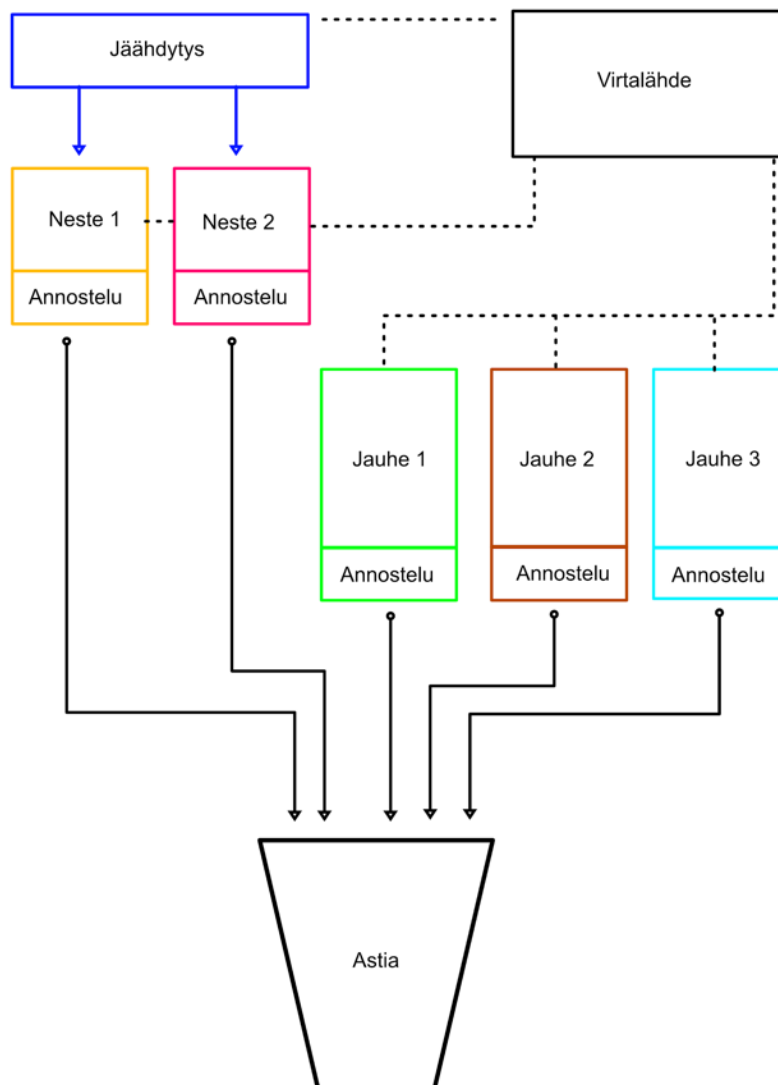 Jäähdytys
Virtalähde
Neste 1
Neste 2
Annostelu
Annostelu
Jauhe 1
Jauhe 2
Jauhe 3
Annostelu
Annostelu
Annostelu
Astia